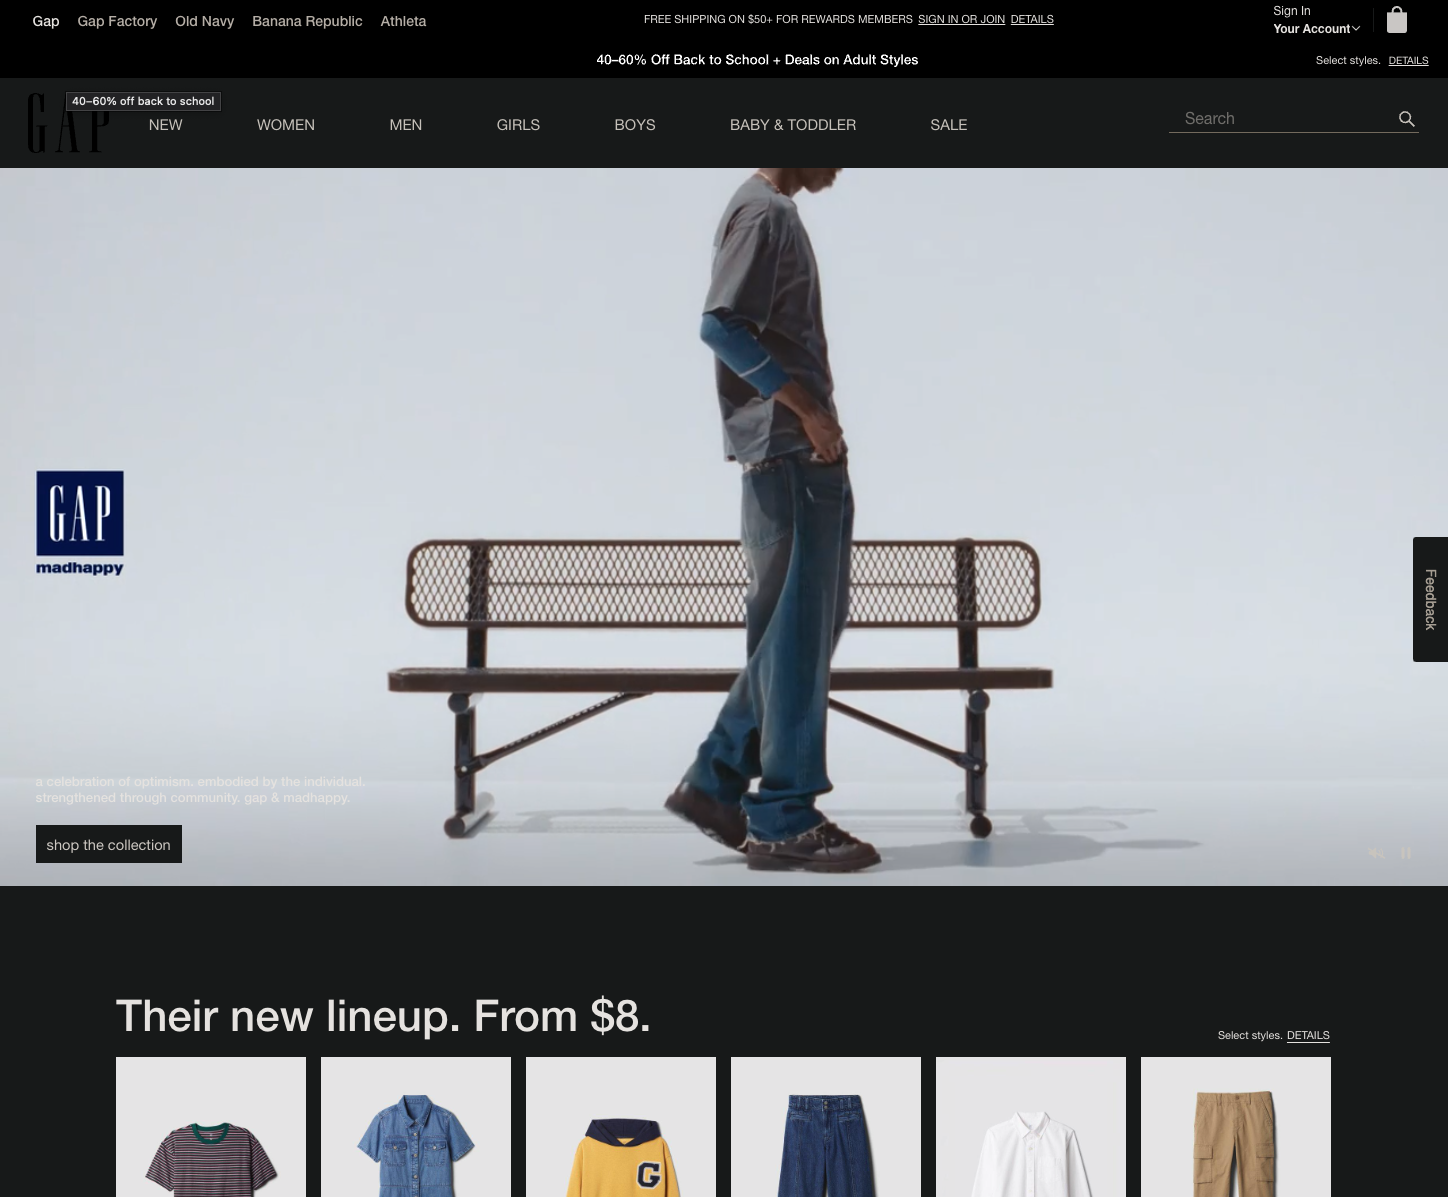 Gap Gap Factory Old Navy Banana Republic Athleta
FREE SHIPPING ON $50+ FOR REWARDS MEMBERS SIGN IN OR JOIN DETAILS
Sign In
Your Account
40–60% Off Back to School + Deals on Adult Styles
Select styles. DETAILS
40–60% off back to school
GAP
NEW WOMEN MEN GIRLS BOYS BABY & TODDLER SALE
Search
GAP
madhappy
Feedback
a celebration of optimism. embodied by the individual.
strengthened through community. gap & madhappy.
shop the collection
Their new lineup. From $8.
Select styles. DETAILS
G